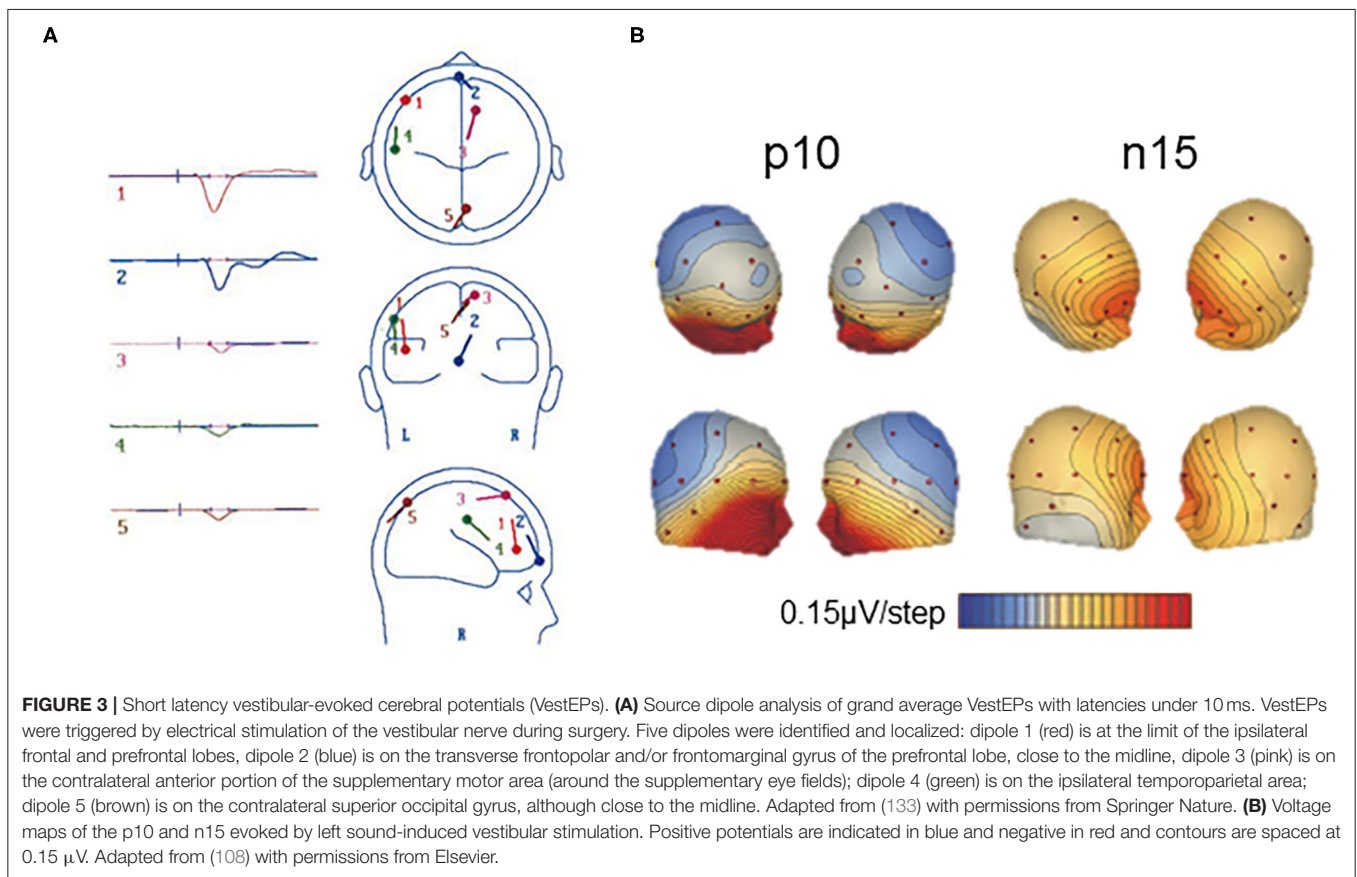 A
B
1
2
3
4
5
2
1
4
3
5
3
5
2
4
1
L
R
3
5
1
2
4
R
p10
n15
0.15µV/step
FIGURE 3 | Short latency vestibular-evoked cerebral potentials (VestEPs). (A) Source dipole analysis of grand average VestEPs with latencies under 10 ms. VestEPs
were triggered by electrical stimulation of the vestibular nerve during surgery. Five dipoles were identified and localized: dipole 1 (red) is at the limit of the ipsilateral
frontal and prefrontal lobes, dipole 2 (blue) is on the transverse frontopolar and/or frontomarginal gyrus of the prefrontal lobe, close to the midline, dipole 3 (pink) is on
the contralateral anterior portion of the supplementary motor area (around the supplementary eye fields); dipole 4 (green) is on the ipsilateral temporoparietal area;
dipole 5 (brown) is on the contralateral superior occipital gyrus, although close to the midline. Adapted from (133) with permissions from Springer Nature. (B) Voltage
maps of the p10 and n15 evoked by left sound-induced vestibular stimulation. Positive potentials are indicated in blue and negative in red and contours are spaced at
0.15 µV. Adapted from (108) with permissions from Elsevier.